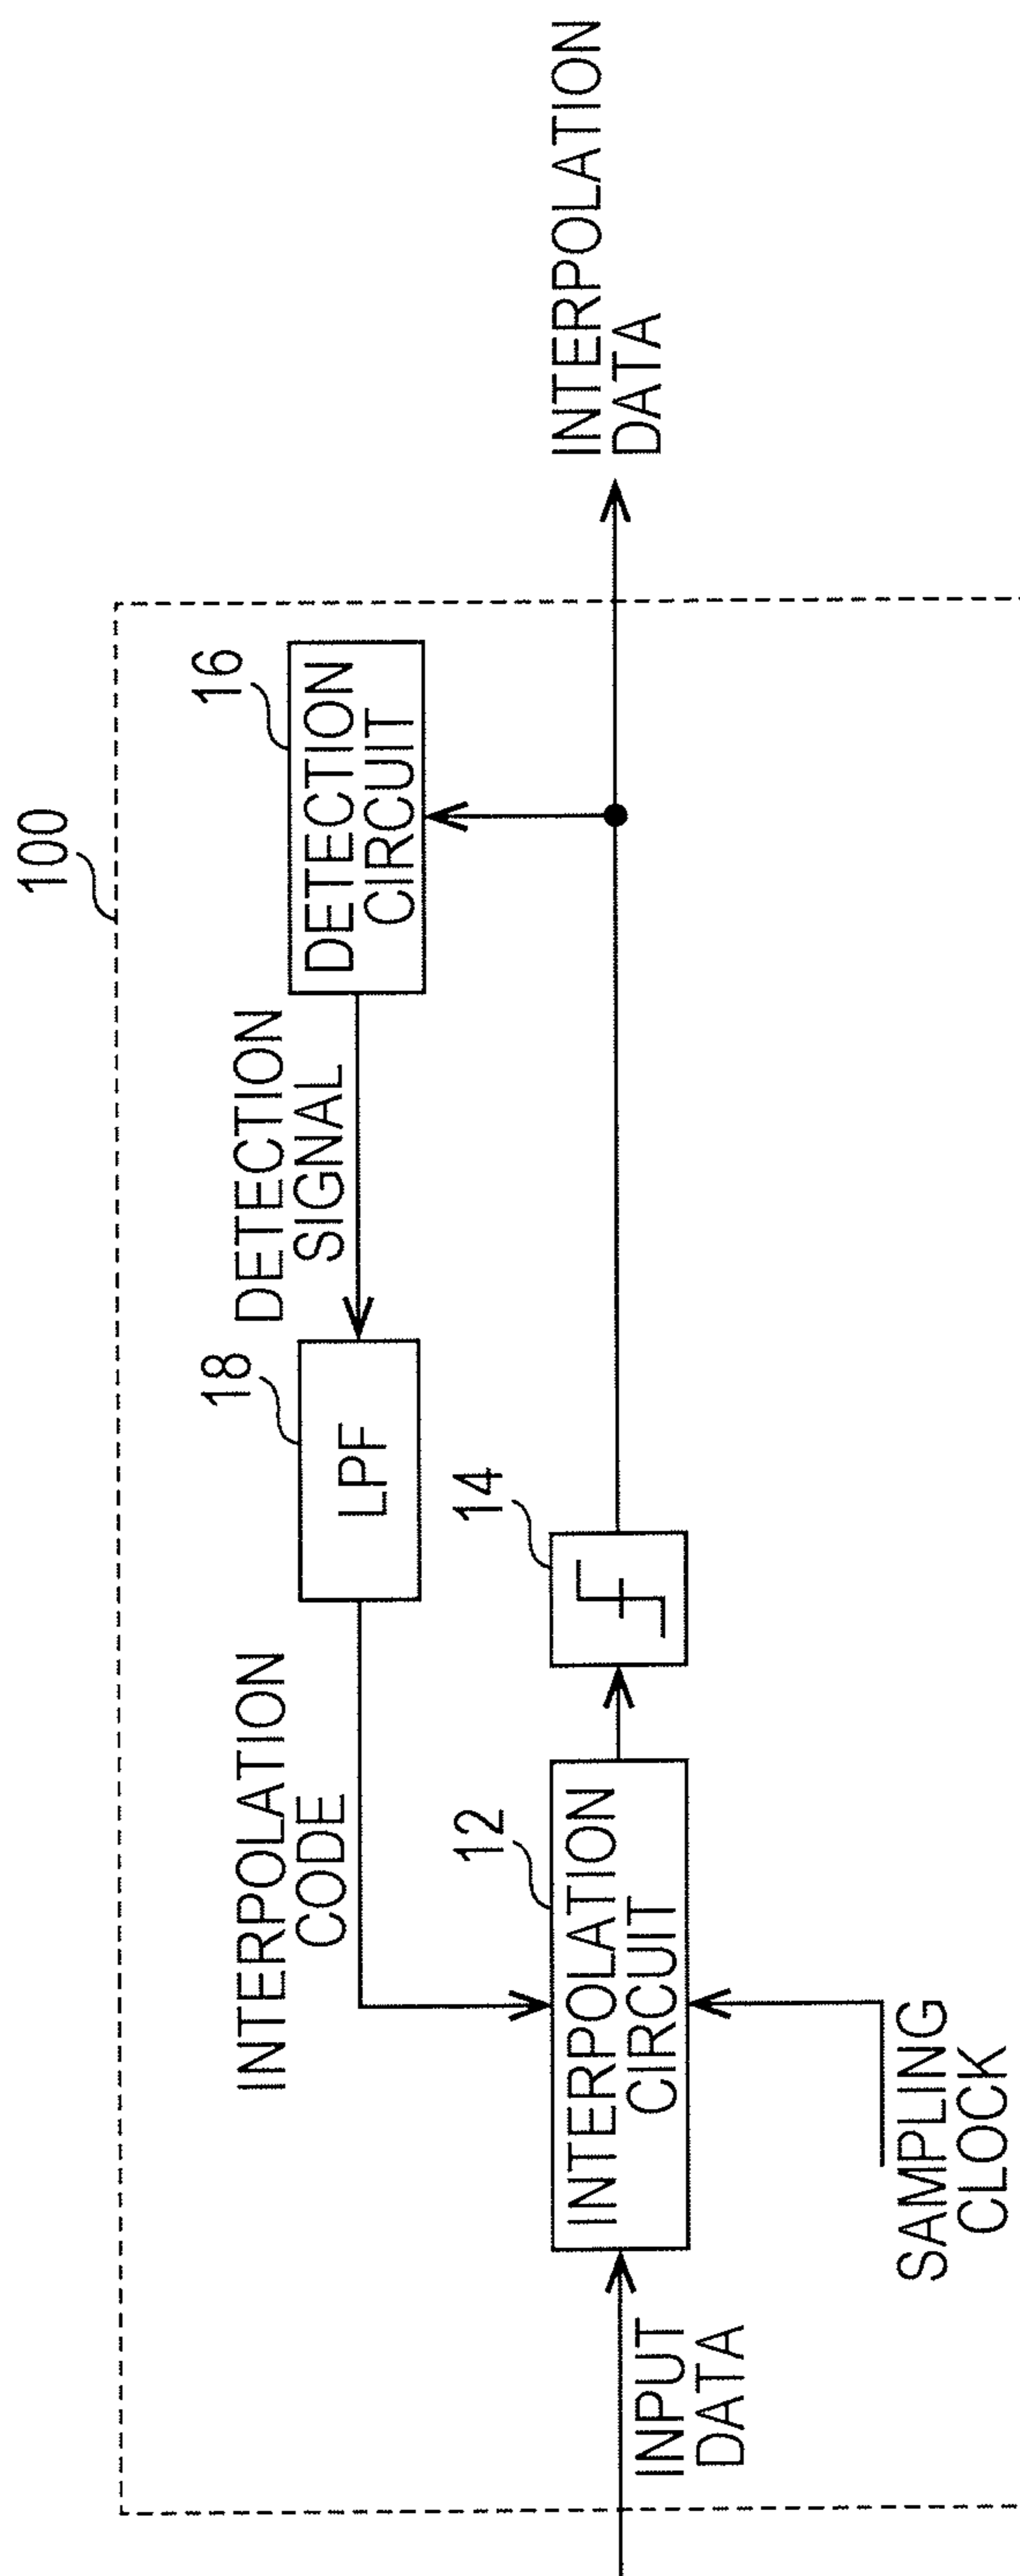 100
16
DETECTION
CIRCUIT
DETECTION
SIGNAL
18
LPF
INTERPOLATION
CODE
14
12
INTERPOLATION
CIRCUIT
INPUT
DATA
SAMPLING
CLOCK
INTERPOLATION
DATA